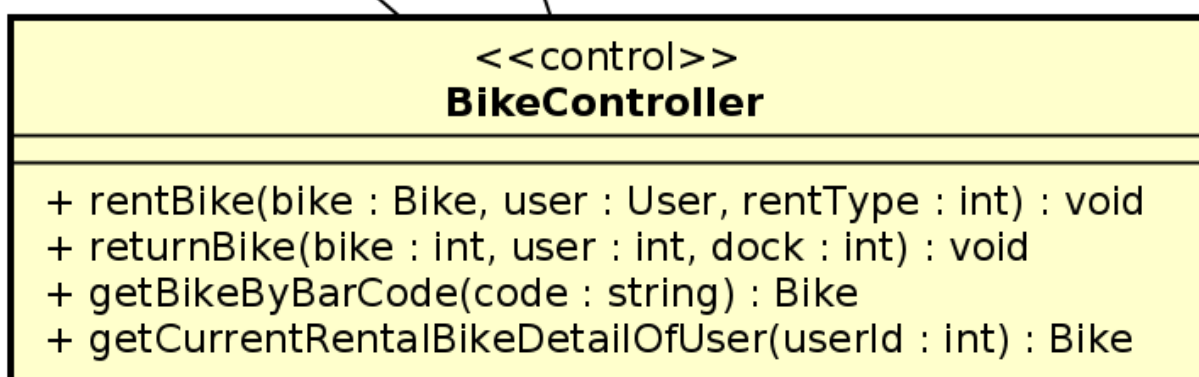 <<control>>
BikeController
+ rentBike(bike : Bike, user : User, rentType : int) : void
+ returnBike(bike : int, user : int, dock : int) : void
+ getBikeByBarCode(code : string) : Bike
+ getCurrentRentalBikeDetailOfUser(userId : int) : Bike